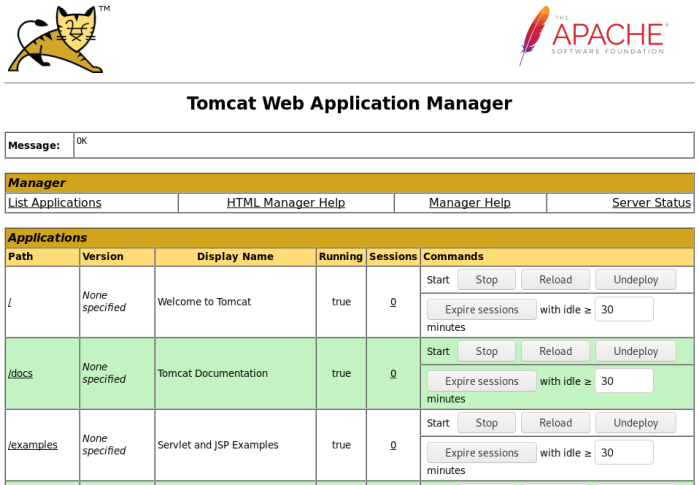 TM
THE
APACHE®
SOFTWARE FOUNDATION
Tomcat Web Application Manager
Message: OK
Manager
List Applications HTML Manager Help Manager Help Server Status
Applications
Path Version Display Name Running Sessions Commands
/ None specified Welcome to Tomcat true 0 Start Stop Reload Undeploy
Expire sessions with idle ≥ 30 minutes
/docs None specified Tomcat Documentation true 0 Start Stop Reload Undeploy
Expire sessions with idle ≥ 30 minutes
/examples None specified Servlet and JSP Examples true 0 Start Stop Reload Undeploy
Expire sessions with idle ≥ 30 minutes